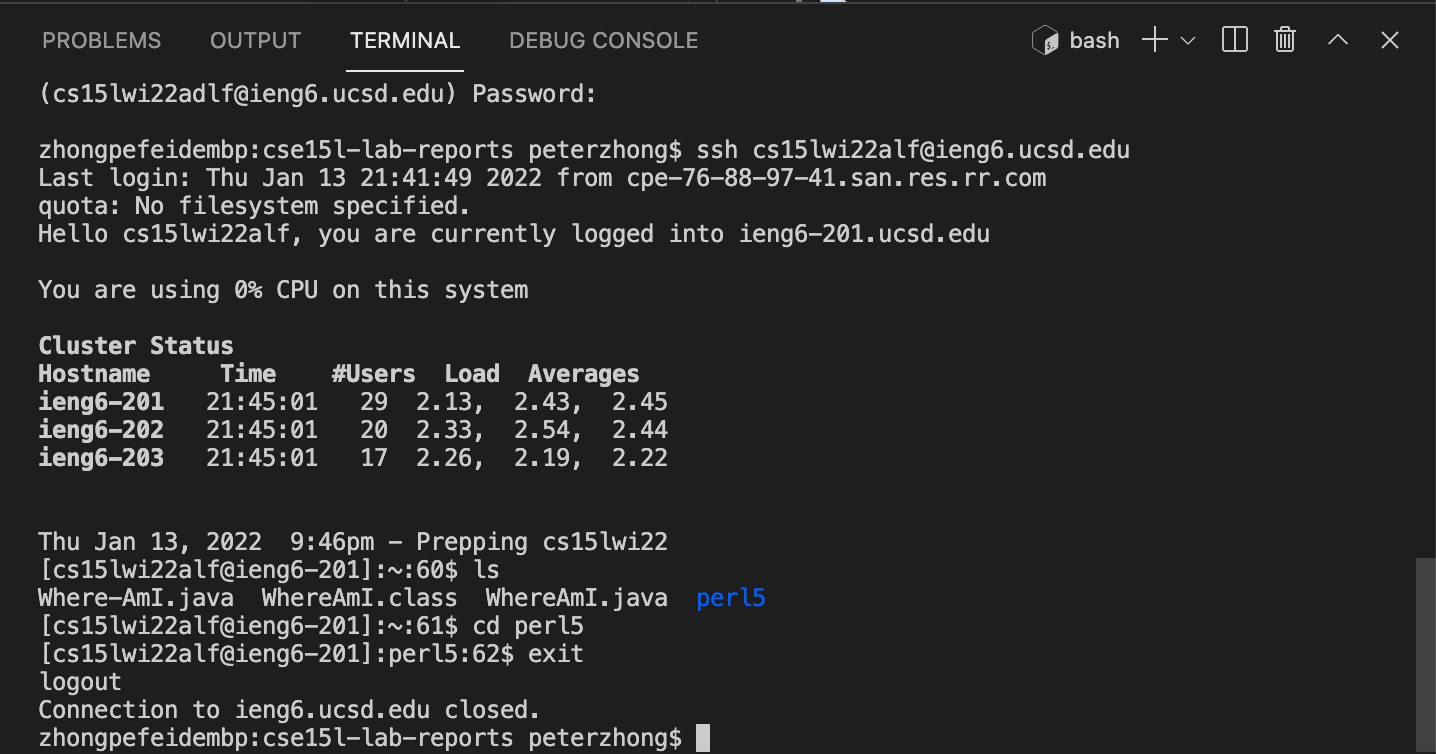 PROBLEMS OUTPUT TERMINAL DEBUG CONSOLE bash
(cs15lwi22adlf@ieng6.ucsd.edu) Password:
zhongpefeidembp:cse15l-lab-reports peterzhong$ ssh cs15lwi22alf@ieng6.ucsd.edu
Last login: Thu Jan 13 21:41:49 2022 from cpe-76-88-97-41.san.res.rr.com
quota: No filesystem specified.
Hello cs15lwi22alf, you are currently logged into ieng6-201.ucsd.edu
You are using 0% CPU on this system
Cluster Status
Hostname     Time    #Users  Load  Averages
ieng6-201   21:45:01   29  2.13,  2.43,  2.45
ieng6-202   21:45:01   20  2.33,  2.54,  2.44
ieng6-203   21:45:01   17  2.26,  2.19,  2.22
Thu Jan 13, 2022  9:46pm - Prepping cs15lwi22
[cs15lwi22alf@ieng6-201]:~:60$ ls
Where-AmI.java  WhereAmI.class  WhereAmI.java  perl5
[cs15lwi22alf@ieng6-201]:~:61$ cd perl5
[cs15lwi22alf@ieng6-201]:perl5:62$ exit
logout
Connection to ieng6.ucsd.edu closed.
zhongpefeidembp:cse15l-lab-reports peterzhong$